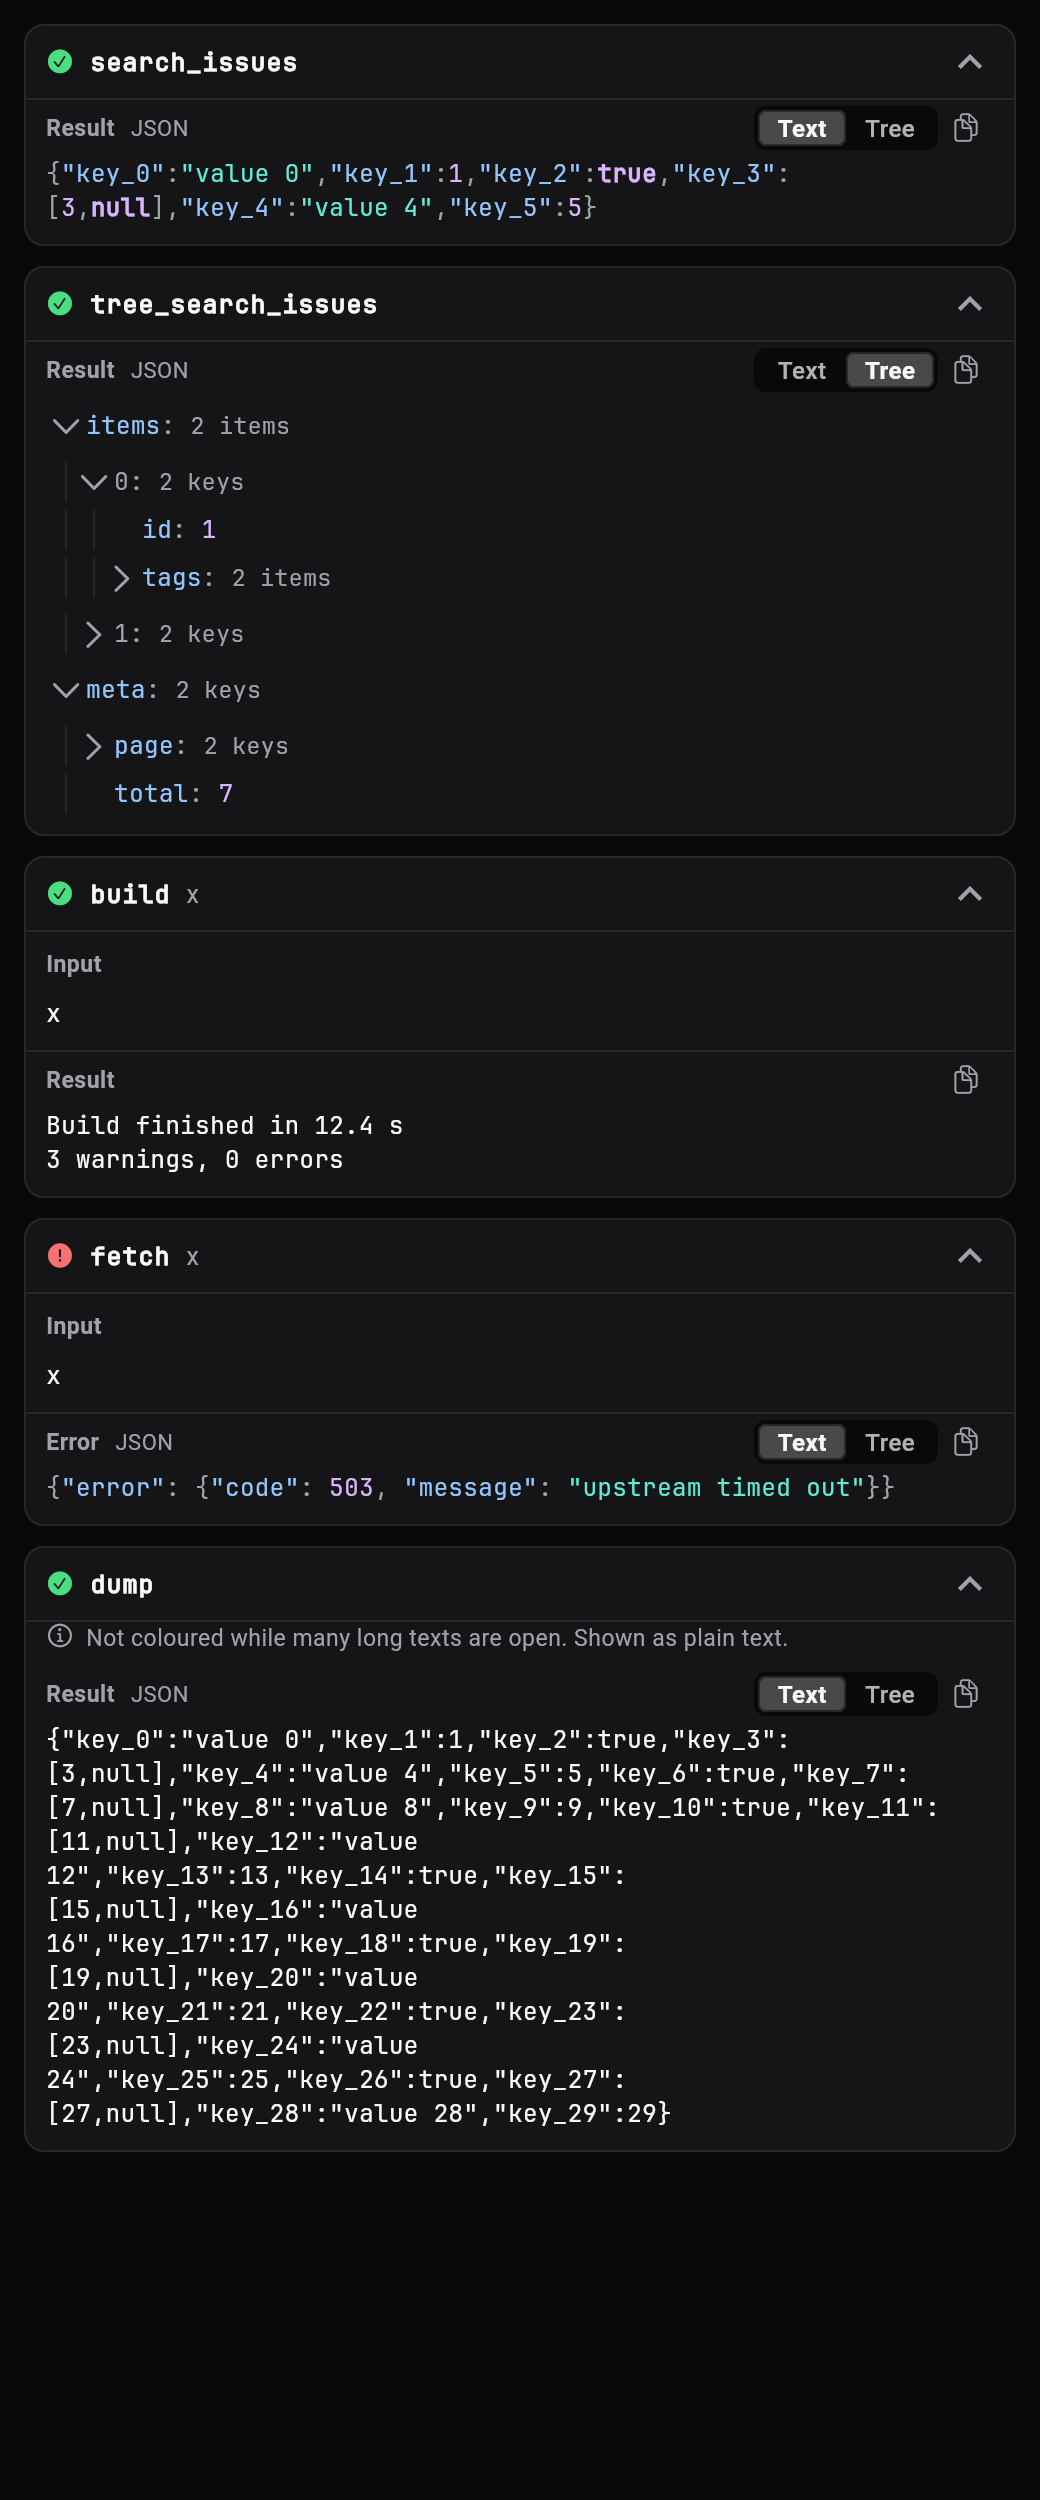 search_issues
Result JSON Text Tree
{"key_0":"value 0","key_1":1,"key_2":true,"key_3":
[3,null],"key_4":"value 4","key_5":5}
tree_search_issues
Result JSON Text Tree
items: 2 items
0: 2 keys
id: 1
tags: 2 items
1: 2 keys
meta: 2 keys
page: 2 keys
total: 7
build x
Input
x
Result
Build finished in 12.4 s
3 warnings, 0 errors
fetch x
Input
x
Error JSON Text Tree
{"error": {"code": 503, "message": "upstream timed out"}}
dump
Not coloured while many long texts are open. Shown as plain text.
Result JSON Text Tree
{"key_0":"value 0","key_1":1,"key_2":true,"key_3":
[3,null],"key_4":"value 4","key_5":5,"key_6":true,"key_7":
[7,null],"key_8":"value 8","key_9":9,"key_10":true,"key_11":
[11,null],"key_12":"value
12","key_13":13,"key_14":true,"key_15":
[15,null],"key_16":"value
16","key_17":17,"key_18":true,"key_19":
[19,null],"key_20":"value
20","key_21":21,"key_22":true,"key_23":
[23,null],"key_24":"value
24","key_25":25,"key_26":true,"key_27":
[27,null],"key_28":"value 28","key_29":29}